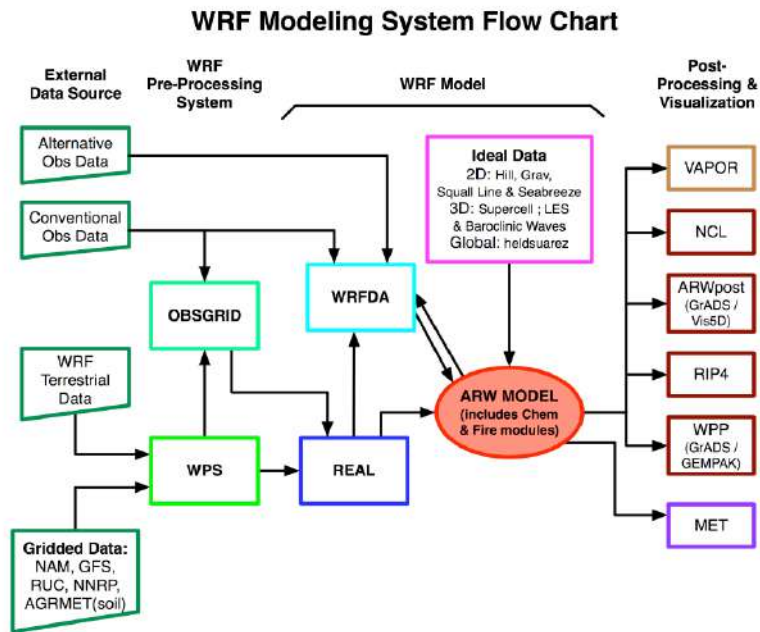 WRF Modeling System Flow Chart
External
Data Source
WRF
Pre-Processing
System
WRF Model
Post-
Processing &
Visualization
Alternative
Obs Data
Conventional
Obs Data
WRF
Terrestrial
Data
Gridded Data:
NAM, GFS,
RUC, NNRP,
AGRMET(soil)
OBSGRID
WPS
WRFDA
REAL
Ideal Data
2D: Hill, Grav,
Squall Line & Seabreeze
3D: Supercell ; LES
& Baroclinic Waves
Global: heldsuarez
ARW MODEL
(includes Chem
& Fire modules)
VAPOR
NCL
ARWpost
(GrADS /
Vis5D)
RIP4
WPP
(GrADS /
GEMPAK)
MET